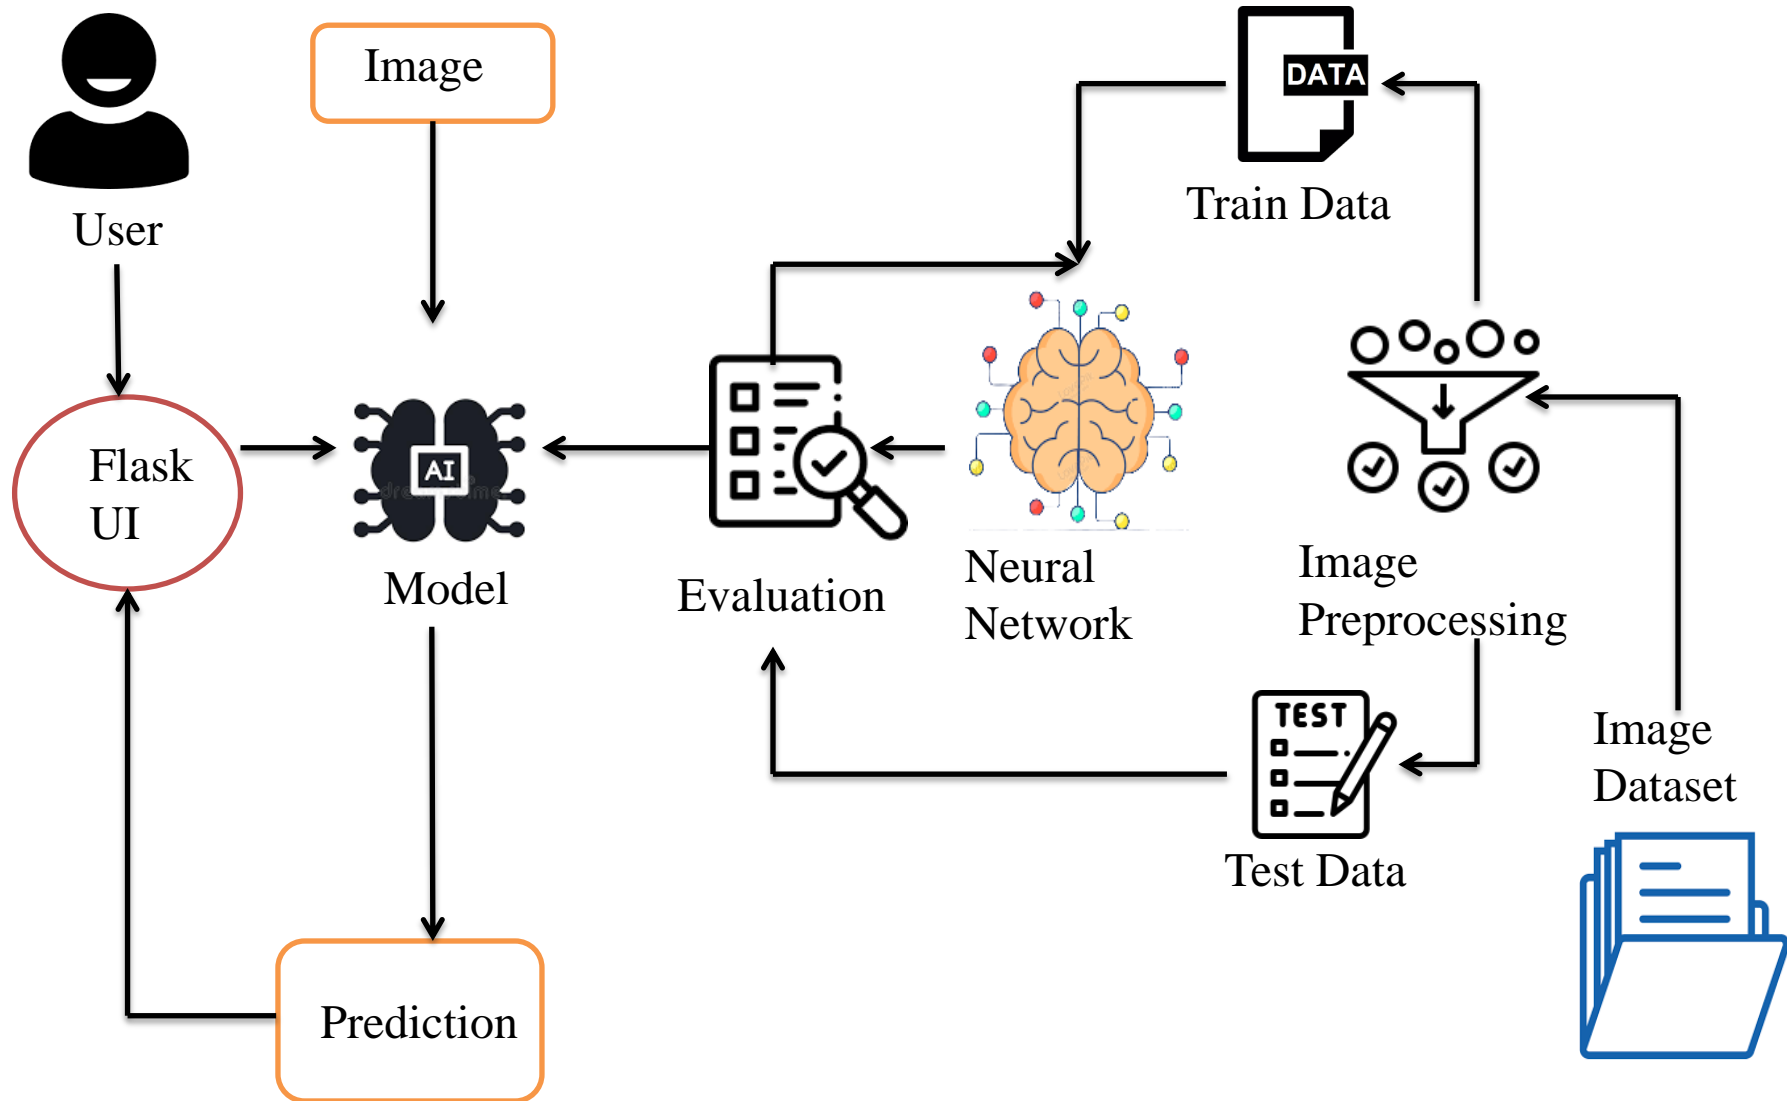 Image
DATA
Train Data
User
Flask
UI
AI
Model
Evaluation
Neural
Network
Image
Preprocessing
TEST
Test Data
Image
Dataset
Prediction